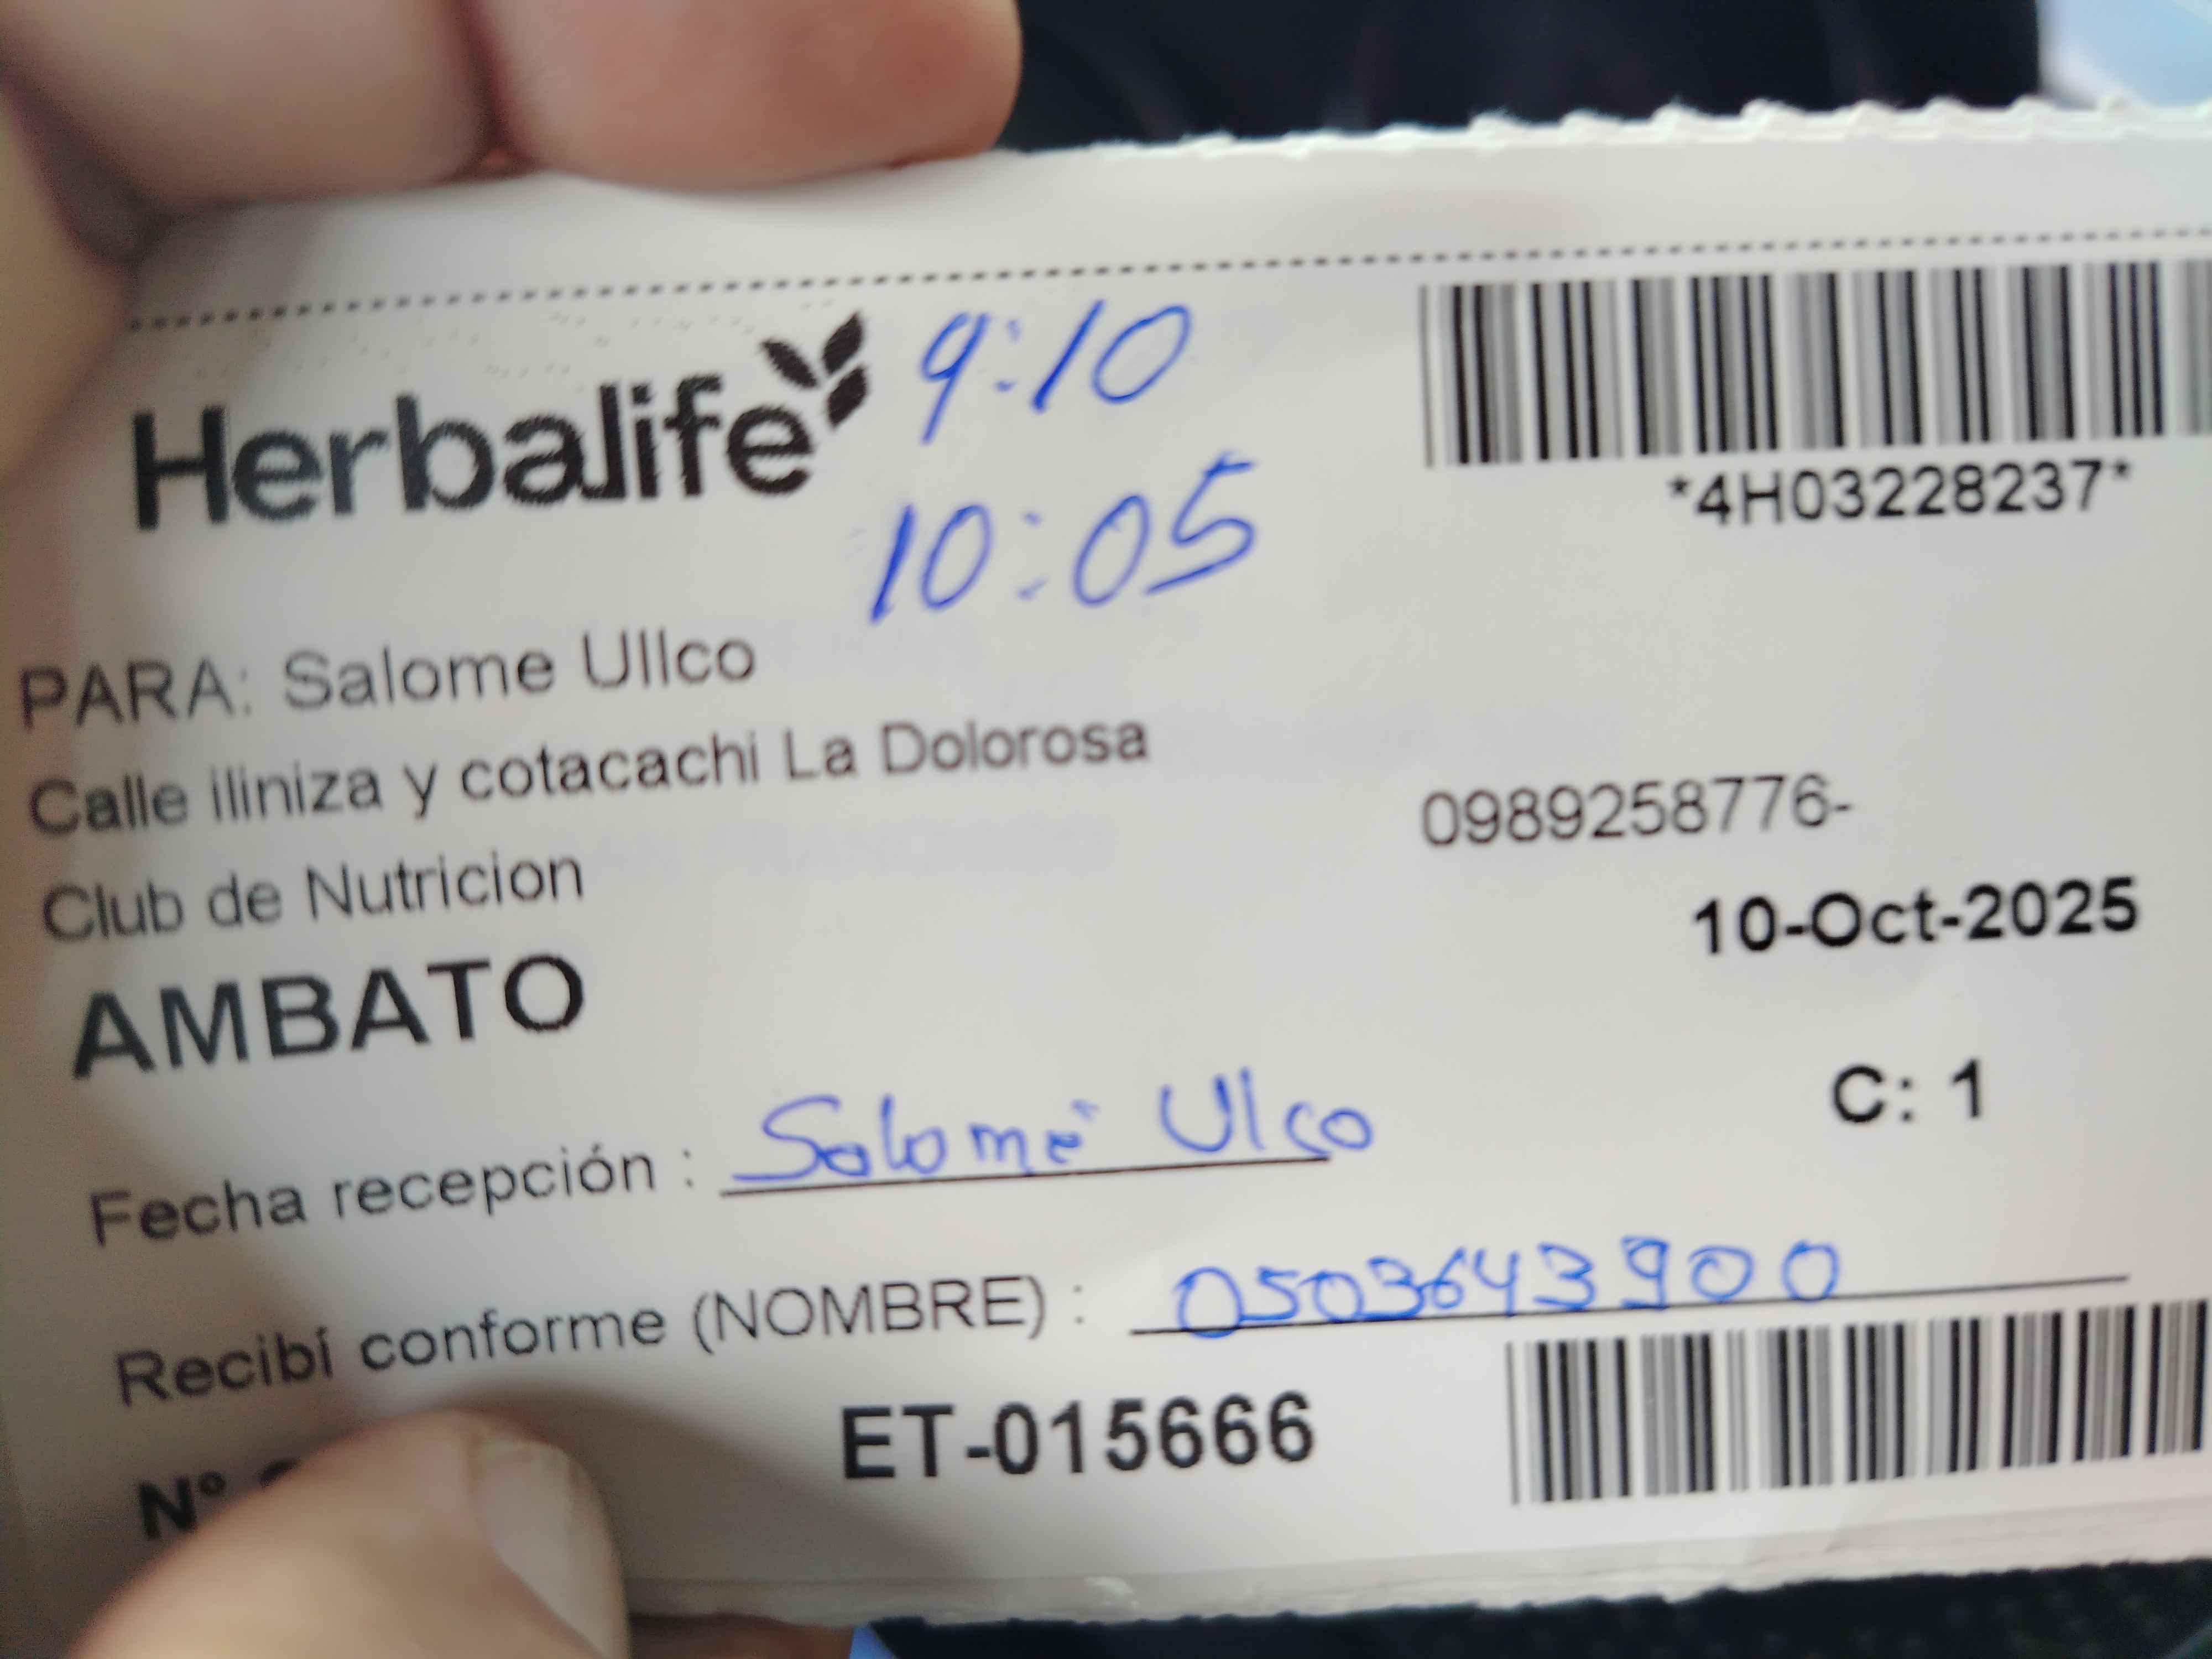 Herbalife 9:10
10:05
*4H03228237*
PARA: Salome Ullco
Calle iliniza y cotacachi La Dolorosa
0989258776-
Club de Nutricion
10-Oct-2025
AMBATO
C: 1
Fecha recepción : Salomé Ulco
Recibí conforme (NOMBRE) : 0503643900
Nº
ET-015666